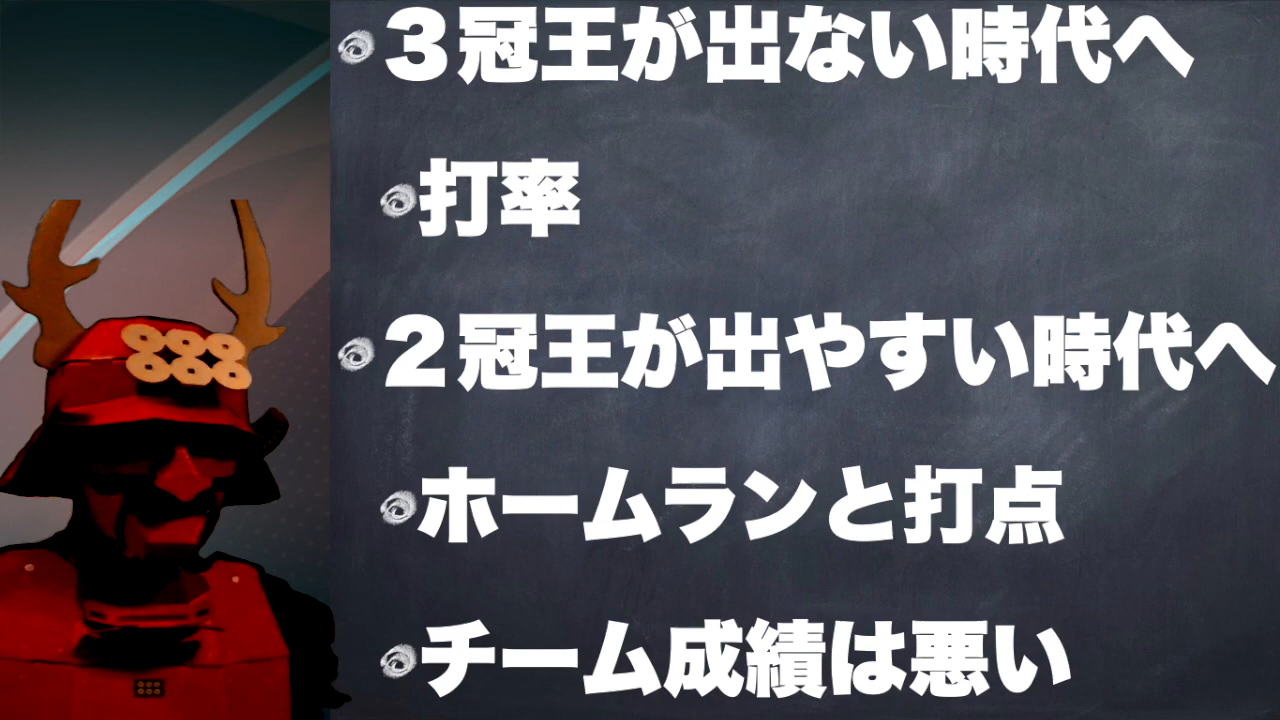 ３冠王が出ない時代へ
打率
２冠王が出やすい時代へ
ホームランと打点
チーム成績は悪い